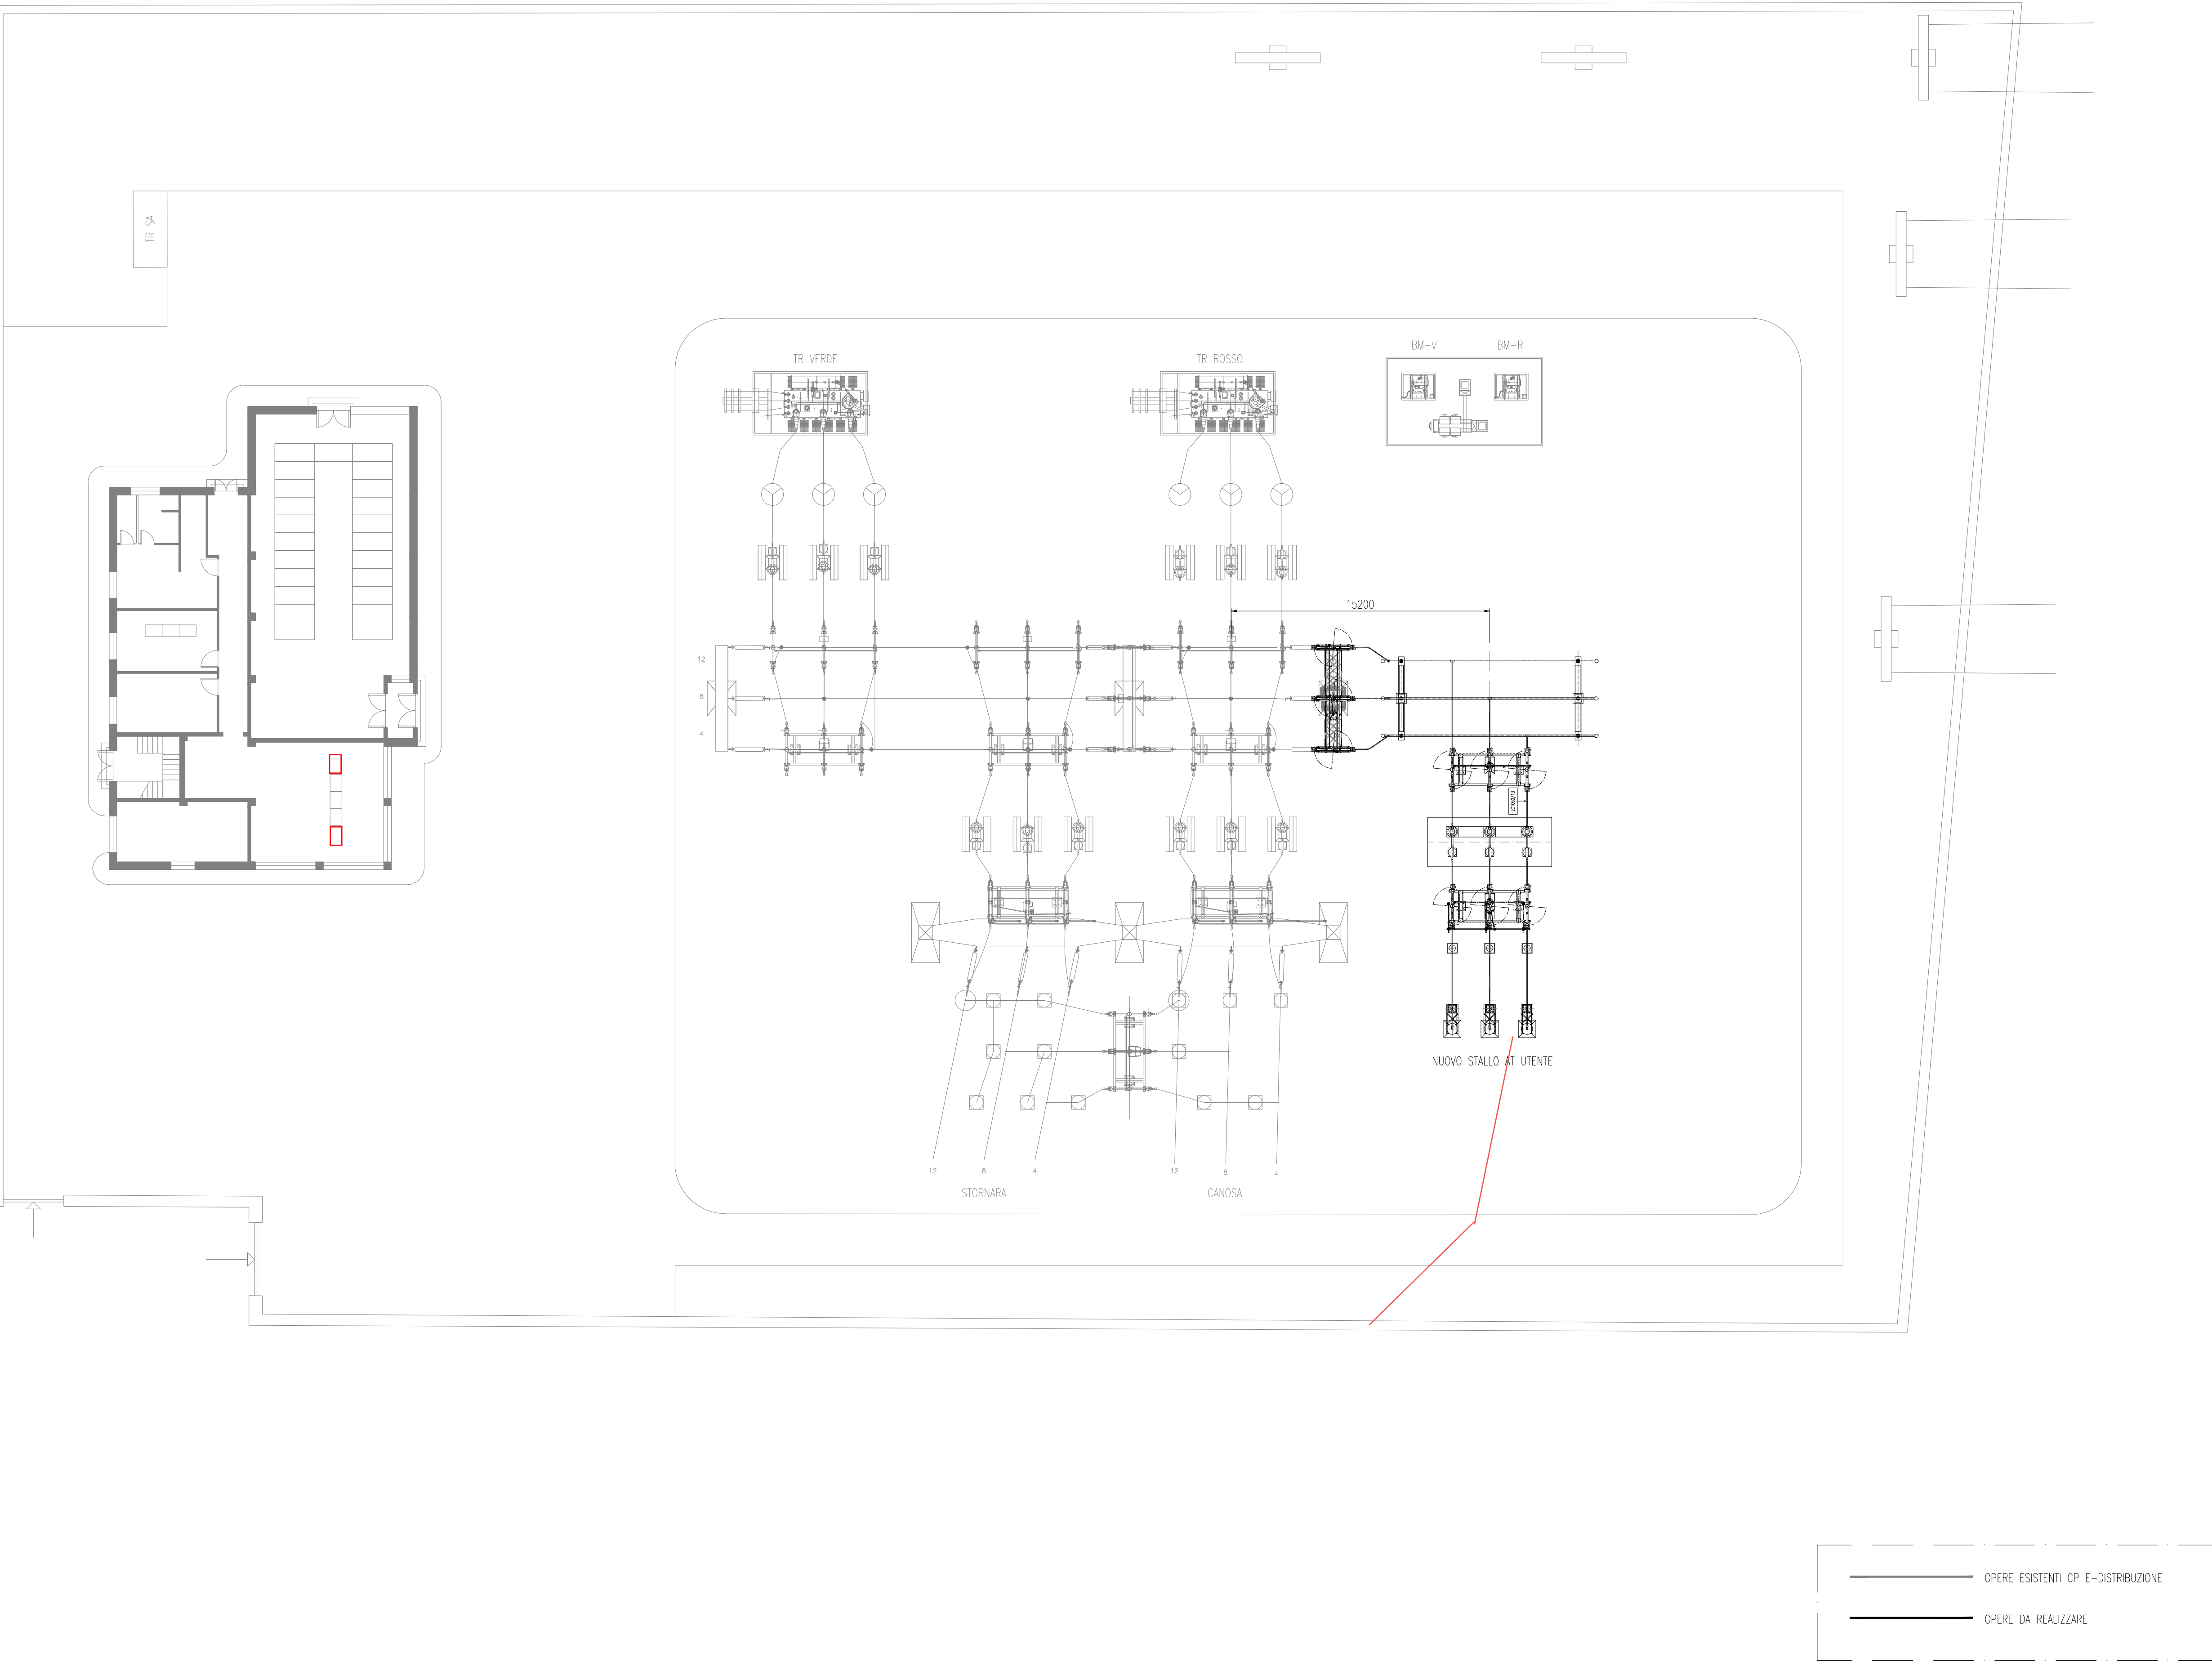 TR SA
TR VERDE
TR ROSSO
BM-V
BM-R
15200
12
8
4
NUOVO STALLO AT UTENTE
12
8
4
12
8
4
STORNARA
CANOSA
OPERE ESISTENTI CP E-DISTRIBUZIONE
OPERE DA REALIZZARE